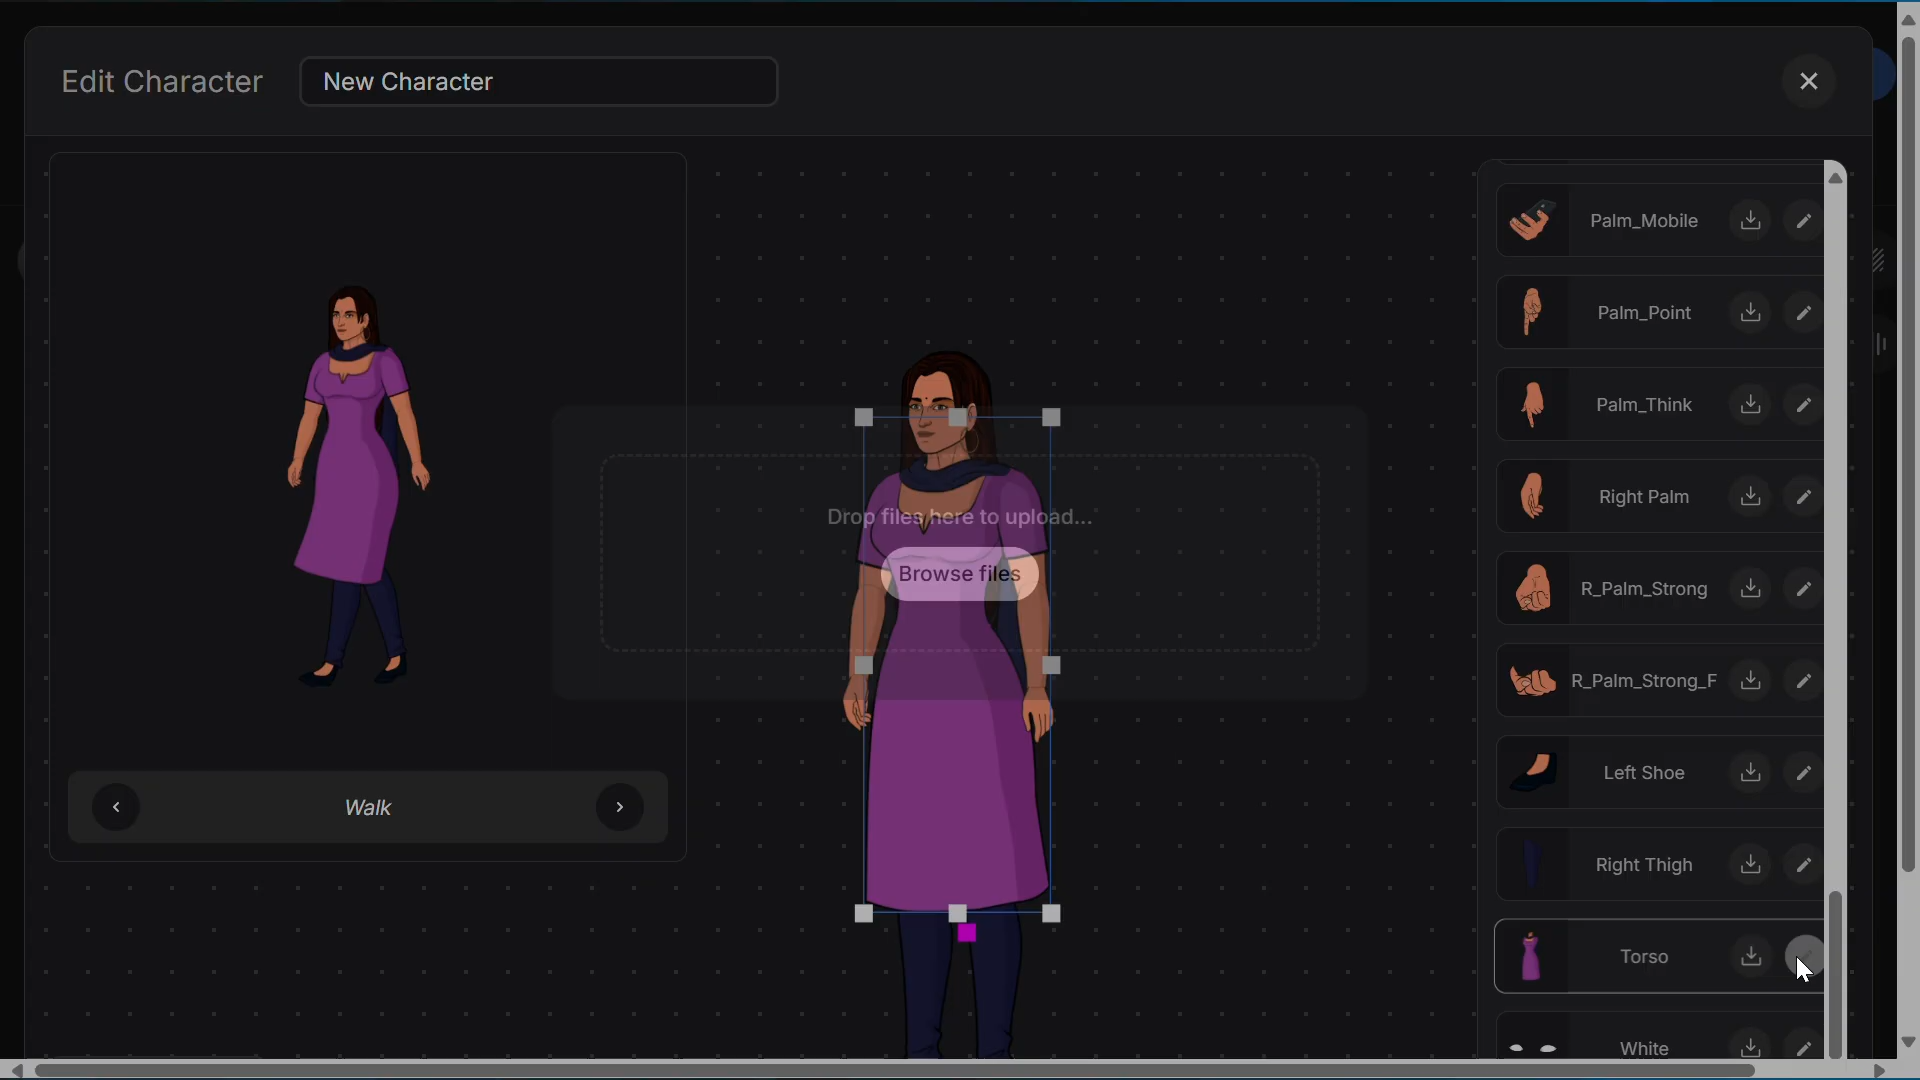 Edit Character
New Character
Palm_Mobile
Palm_Point
Palm_Think
Right Palm
Drop files here to upload...
Browse files
R_Palm_Strong
R_Palm_Strong_F
Left Shoe
Walk
Right Thigh
Torso
White